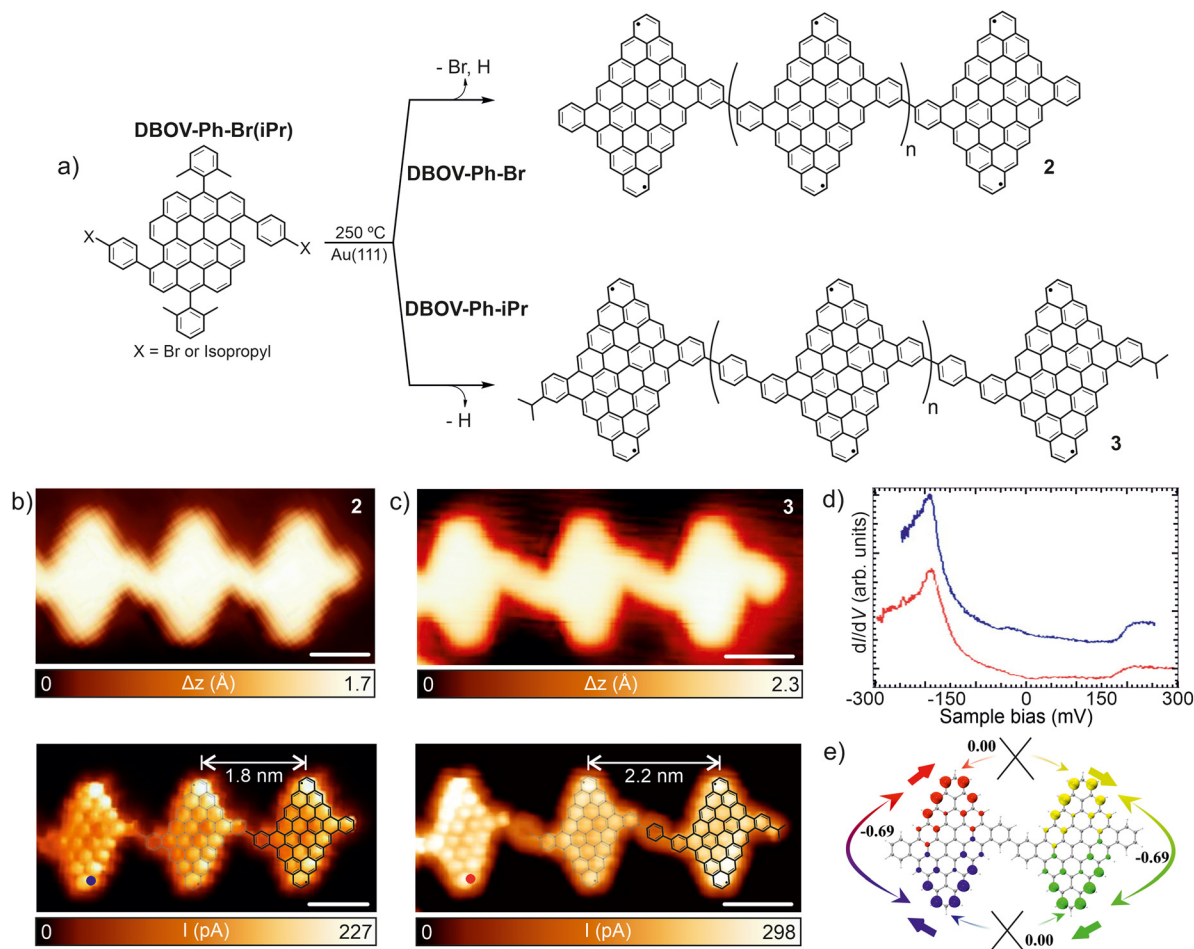 a)
DBOV-Ph-Br(iPr)
X
X
X = Br or Isopropyl
250 ºC
Au(111)
- Br, H
DBOV-Ph-Br
n
2
DBOV-Ph-iPr
- H
n
3
b)
2
0 Δz (Å) 1.7
1.8 nm
0 I (pA) 227
c)
3
0 Δz (Å) 2.3
2.2 nm
0 I (pA) 298
d)
dI/dV (arb. units)
-300 -150 0 150 300
Sample bias (mV)
e)
0.00
-0.69
-0.69
0.00